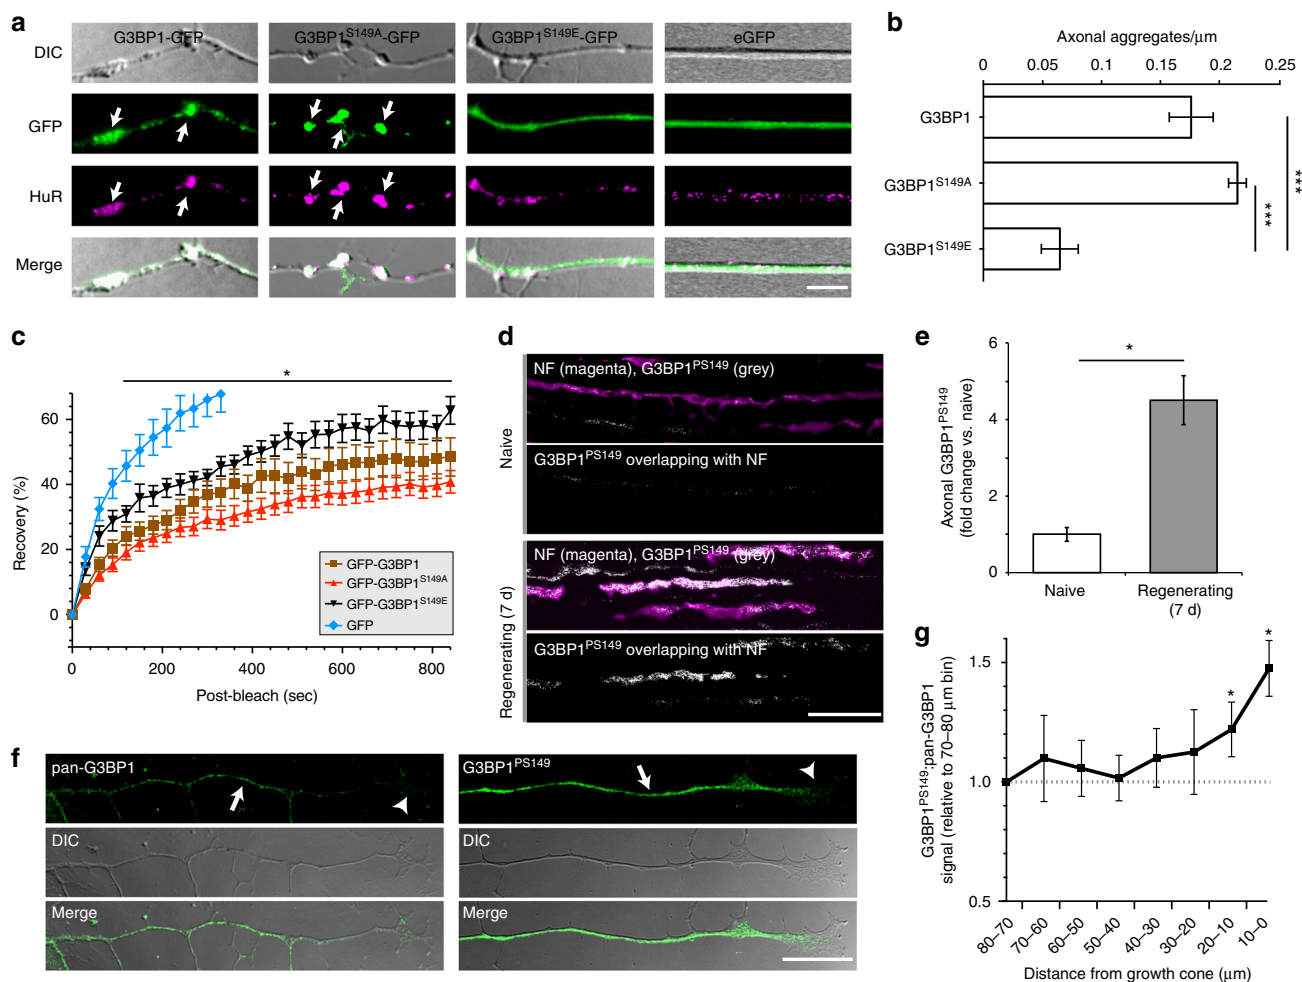 a
G3BP1-GFP
G3BP1S149A-GFP
G3BP1S149E-GFP
eGFP
DIC
GFP
HuR
Merge
b
Axonal aggregates/μm
0 0.05 0.1 0.15 0.2 0.25
G3BP1
G3BP1S149A
G3BP1S149E
***
***
c
*
Recovery (%)
60
40
20
0
GFP-G3BP1
GFP-G3BP1S149A
GFP-G3BP1S149E
GFP
0 200 400 600 800
Post-bleach (sec)
d
Naive
NF (magenta), G3BP1PS149 (grey)
G3BP1PS149 overlapping with NF
Regenerating (7 d)
NF (magenta), G3BP1PS149 (grey)
G3BP1PS149 overlapping with NF
e
Axonal G3BP1PS149
(fold change vs. naive)
6
4
2
0
*
Naive
Regenerating
(7 d)
f
pan-G3BP1
DIC
Merge
G3BP1PS149
DIC
Merge
g
G3BP1PS149:pan-G3BP1
signal (relative to 70–80 μm bin)
1.5
1.0
0.5
*
*
80–70
70–60
60–50
50–40
40–30
30–20
20–10
10–0
Distance from growth cone (μm)